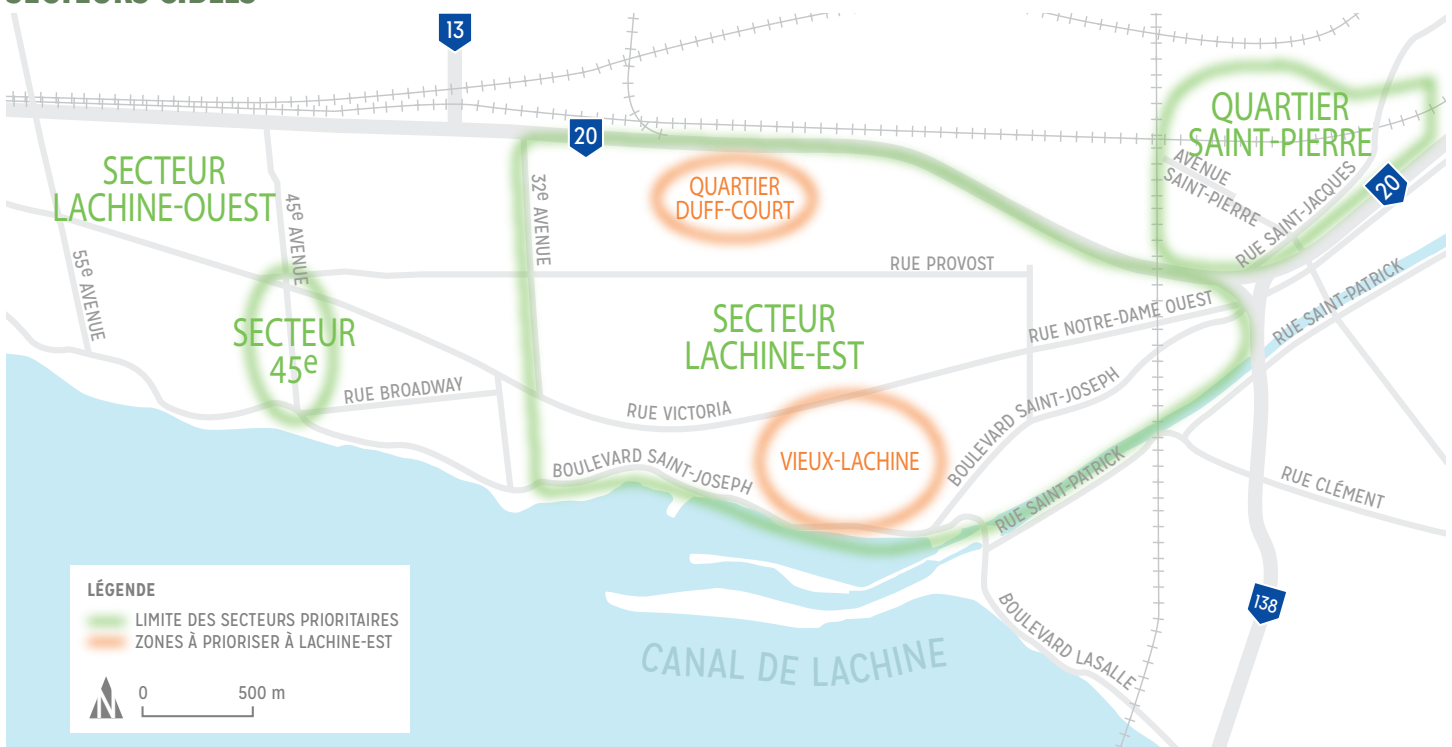 SECTEURS CIBLÉS
13
20
QUARTIER
SAINT-PIERRE
AVENUE
SAINT-PIERRE
RUE SAINT-JACQUES
20
SECTEUR
LACHINE-OUEST
45e AVENUE
32e AVENUE
QUARTIER
DUFF-COURT
55e AVENUE
RUE PROVOST
RUE SAINT-PATRICK
SECTEUR
45e
SECTEUR
LACHINE-EST
RUE NOTRE-DAME OUEST
RUE BROADWAY
RUE VICTORIA
BOULEVARD SAINT-JOSEPH
BOULEVARD SAINT-JOSEPH
VIEUX-LACHINE
RUE SAINT-PATRICK
RUE CLÉMENT
138
BOULEVARD LASALLE
CANAL DE LACHINE
LÉGENDE
LIMITE DES SECTEURS PRIORITAIRES
ZONES À PRIORISER À LACHINE-EST
N
0 500 m